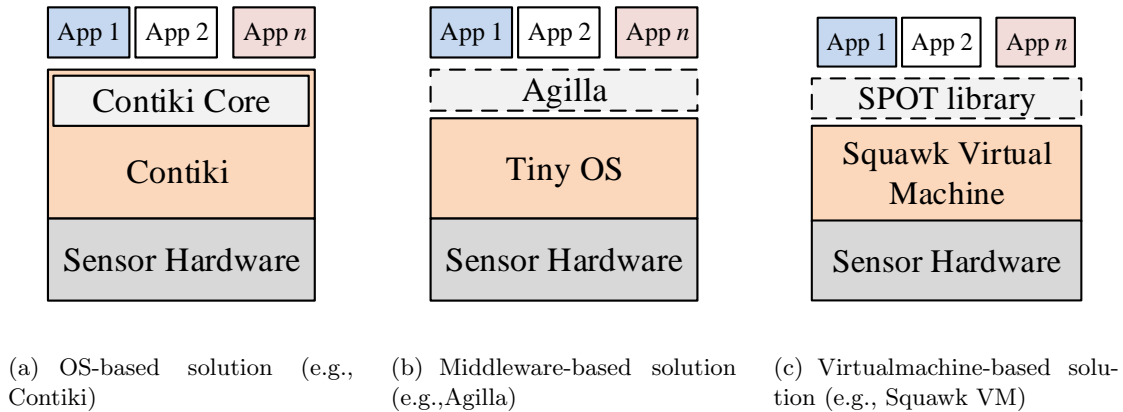 App 1 App 2 App n
Contiki Core
Contiki
Sensor Hardware
(a) OS-based solution (e.g.,
Contiki)
App 1 App 2 App n
Agilla
Tiny OS
Sensor Hardware
(b) Middleware-based solution
(e.g.,Agilla)
App 1 App 2 App n
SPOT library
Squawk Virtual
Machine
Sensor Hardware
(c) Virtualmachine-based solu-
tion (e.g., Squawk VM)